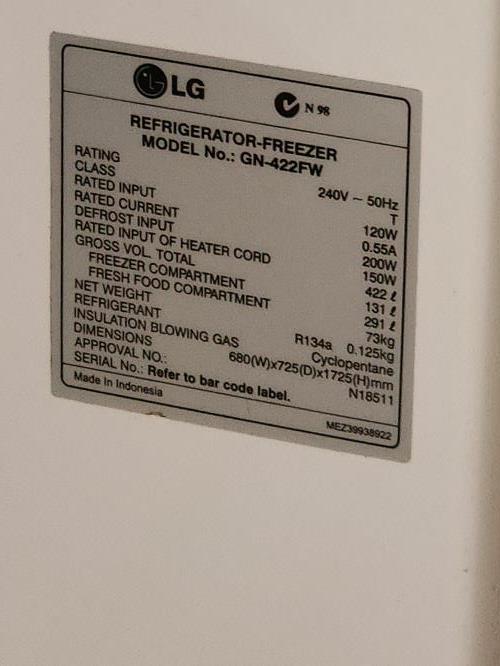 LG N 98
REFRIGERATOR-FREEZER
MODEL No.: GN-422FW
RATING 240V ~ 50Hz
CLASS T
RATED INPUT 120W
RATED CURRENT 0.55A
DEFROST INPUT 200W
RATED INPUT OF HEATER CORD 150W
GROSS VOL. TOTAL 422 ℓ
FREEZER COMPARTMENT 131 ℓ
FRESH FOOD COMPARTMENT 291 ℓ
NET WEIGHT 73kg
REFRIGERANT R134a 0.125kg
INSULATION BLOWING GAS Cyclopentane
DIMENSIONS 680(W)x725(D)x1725(H)mm
APPROVAL NO.: N18511
SERIAL No.: Refer to bar code label.
Made In Indonesia MEZ39938922